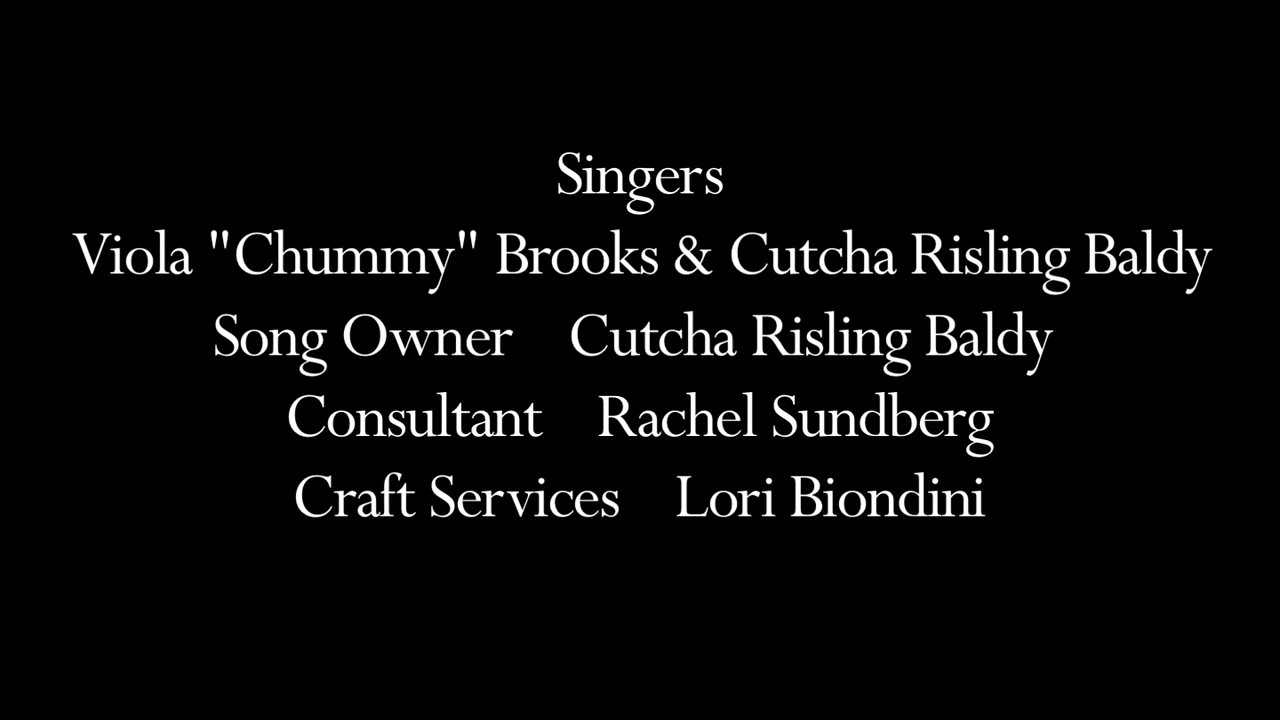 Singers
Viola "Chummy" Brooks & Cutcha Risling Baldy
Song Owner Cutcha Risling Baldy
Consultant Rachel Sundberg
Craft Services Lori Biondini